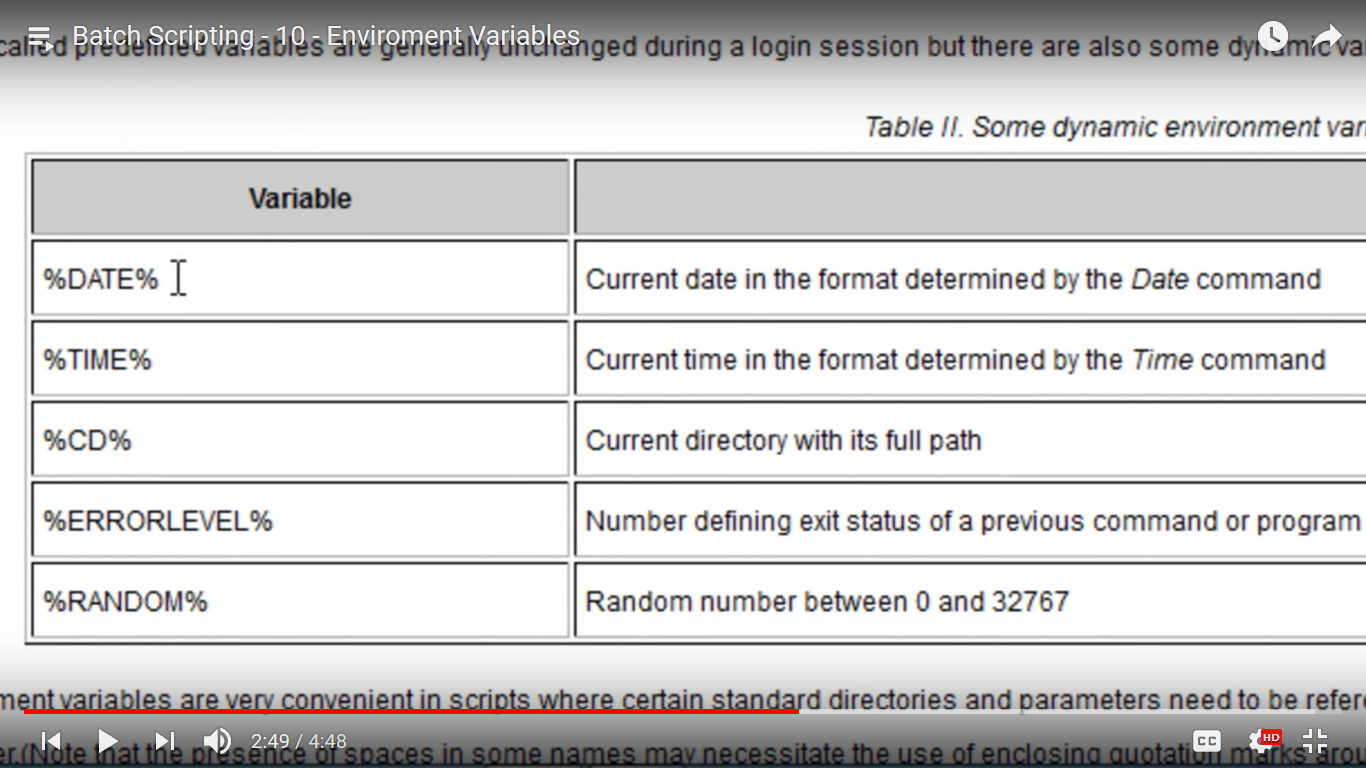 Batch Scripting - 10 - Enviroment Variables
called predefined variables are generally unchanged during a login session but there are also some dynamic va
Table II. Some dynamic environment var
Variable
%DATE% Current date in the format determined by the Date command
%TIME% Current time in the format determined by the Time command
%CD% Current directory with its full path
%ERRORLEVEL% Number defining exit status of a previous command or program
%RANDOM% Random number between 0 and 32767
ment variables are very convenient in scripts where certain standard directories and parameters need to be refer
2:49 / 4:48 CC HD
er.(Note that the presence of spaces in some names may necessitate the use of enclosing quotation marks arou